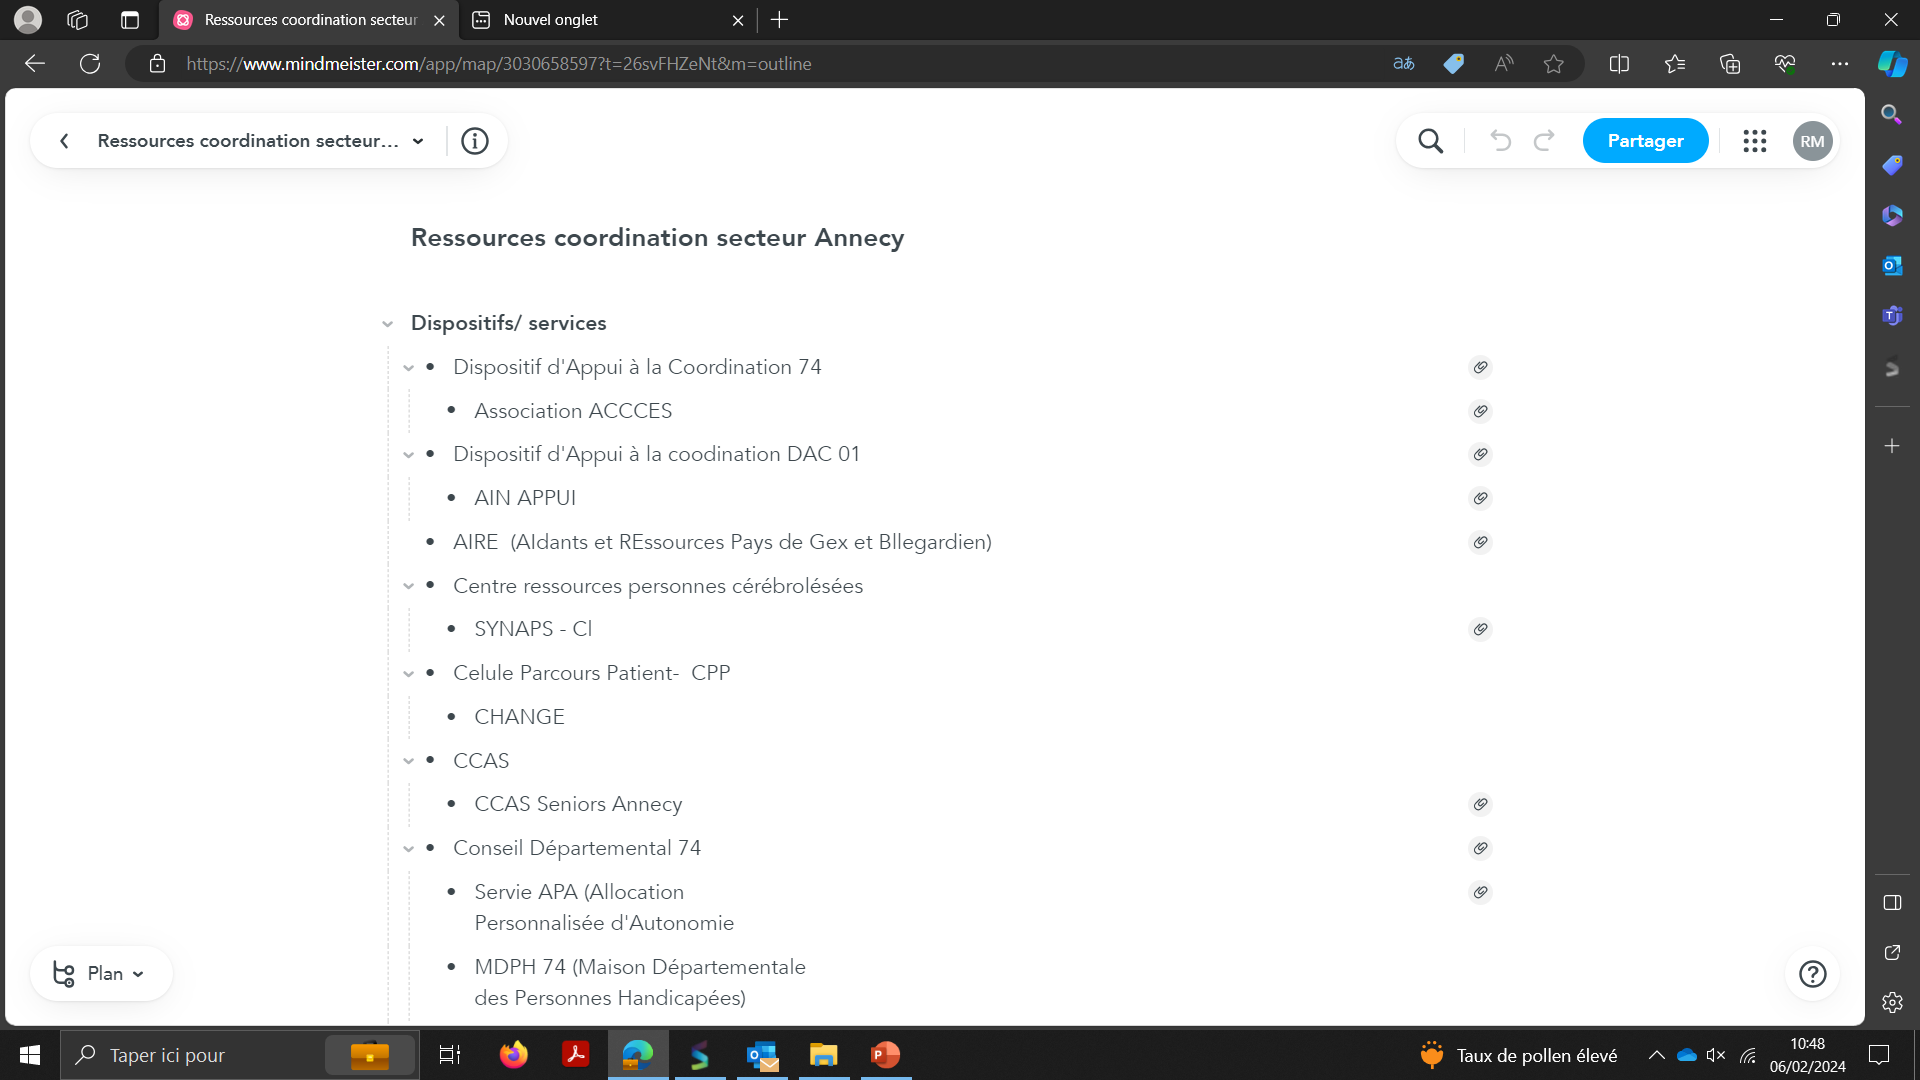 Ressources coordination secteur
Nouvel onglet
https://www.mindmeister.com/app/map/3030658597?t=26svFHZeNt&m=outline
Ressources coordination secteur...
Partager
RM
Ressources coordination secteur Annecy
Dispositifs/ services
Dispositif d'Appui à la Coordination 74
Association ACCCES
Dispositif d'Appui à la coodination DAC 01
AIN APPUI
AIRE  (AIdants et REssources Pays de Gex et Bllegardien)
Centre ressources personnes cérébrolésées
SYNAPS - Cl
Celule Parcours Patient-  CPP
CHANGE
CCAS
CCAS Seniors Annecy
Conseil Départemental 74
Servie APA (Allocation
Personnalisée d'Autonomie
MDPH 74 (Maison Départementale
des Personnes Handicapées)
Plan
Taper ici pour
Taux de pollen élevé
10:48
06/02/2024